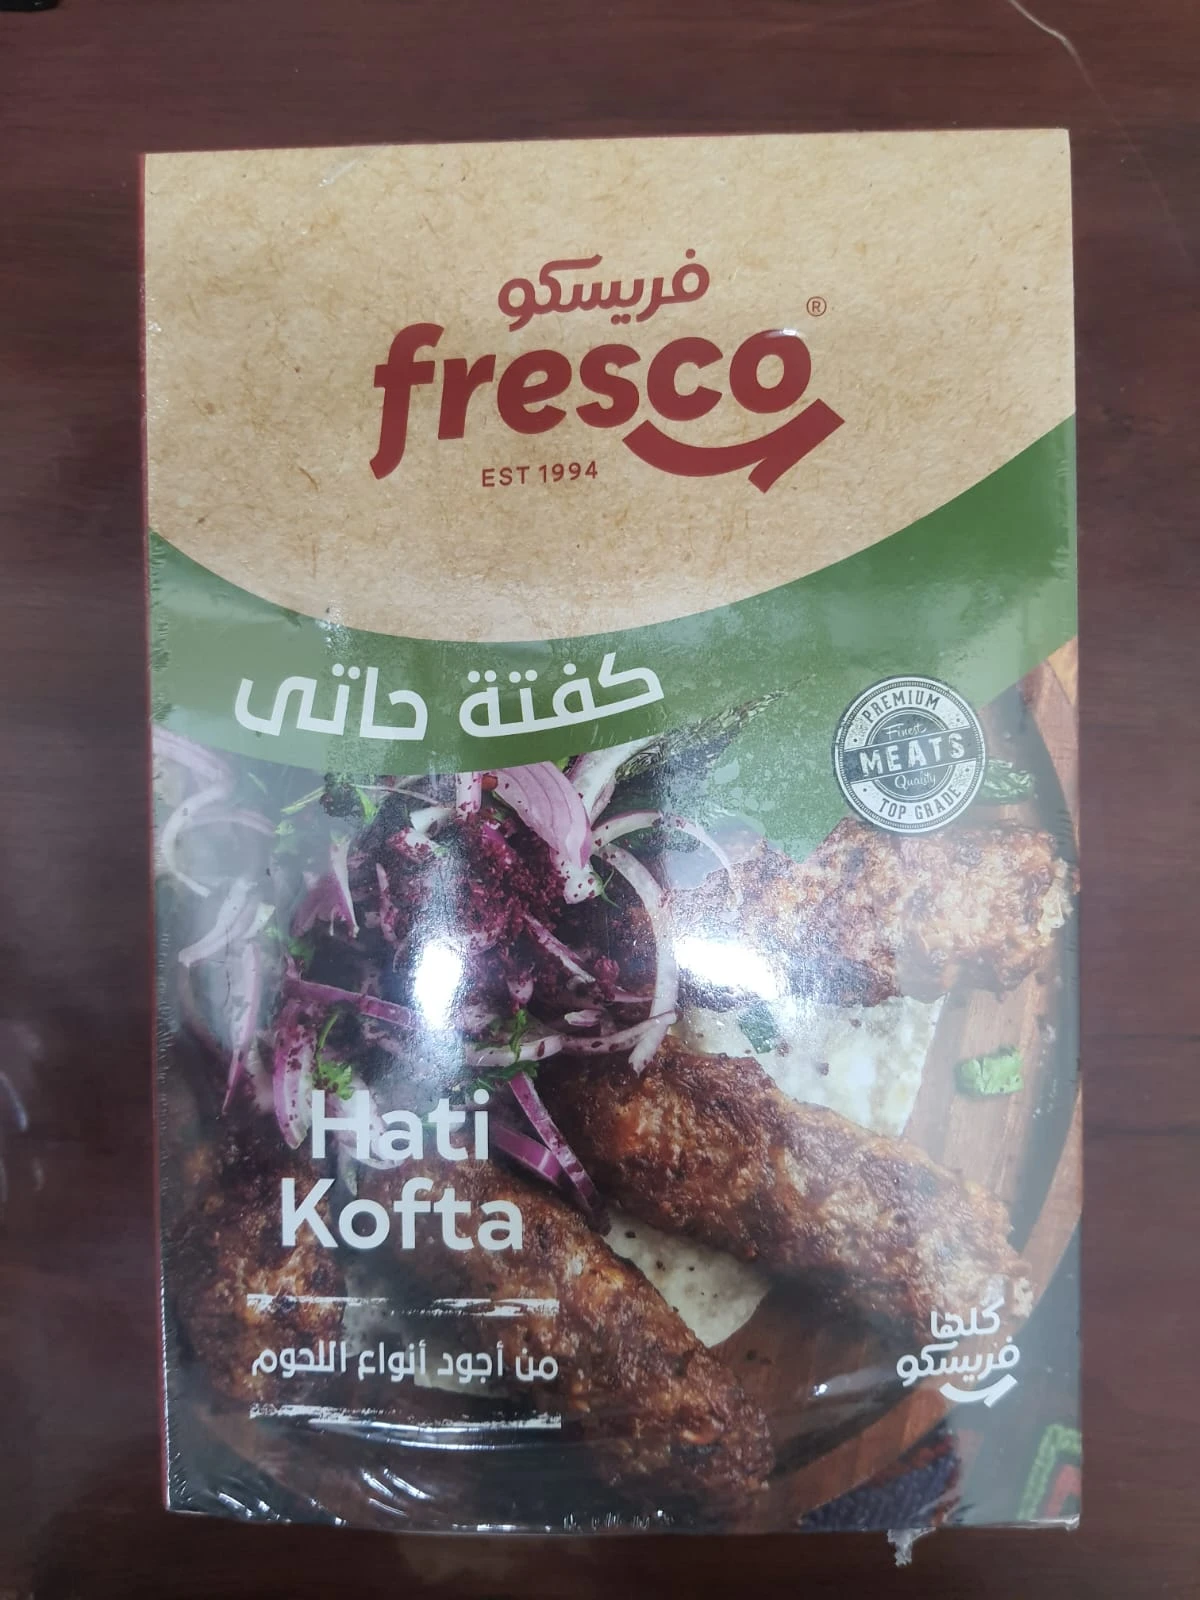 فريسكو
fresco®
EST 1994
كفتة حاتى
PREMIUM
Finest
MEATS
Quality
TOP GRADE
Hati
Kofta
من أجود أنواع اللحوم
كلها
فريسكو